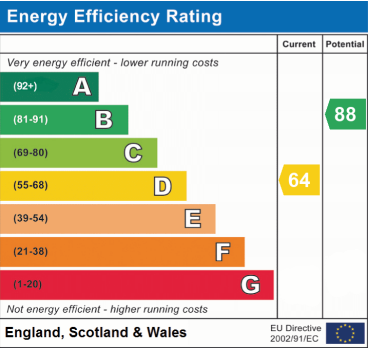 Energy Efficiency Rating
Current Potential
Very energy efficient - lower running costs
(92+) A
(81-91) B
88
(69-80) C
(55-68) D
64
(39-54) E
(21-38) F
(1-20) G
Not energy efficient - higher running costs
England, Scotland & Wales
EU Directive
2002/91/EC